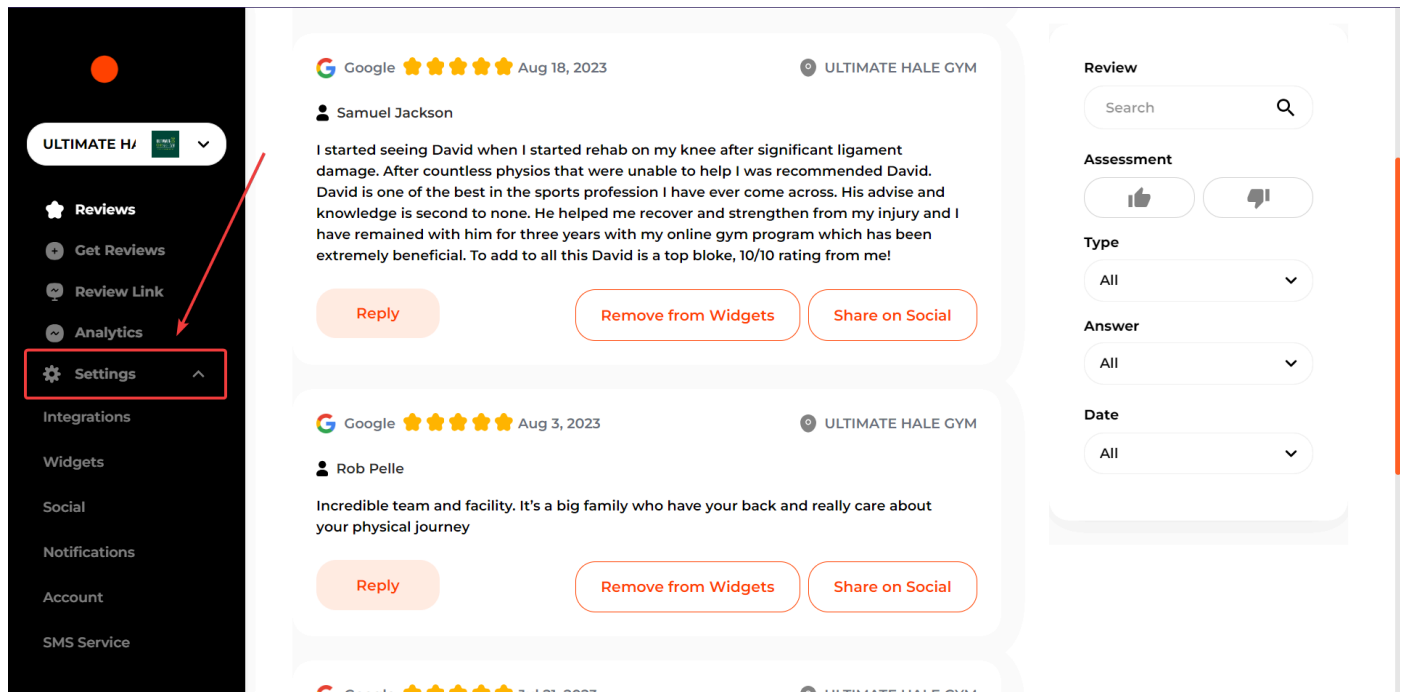 ULTIMATE HA
Reviews
Get Reviews
Review Link
Analytics
Settings
Integrations
Widgets
Social
Notifications
Account
SMS Service
Google Aug 18, 2023 ULTIMATE HALE GYM
Samuel Jackson
I started seeing David when I started rehab on my knee after significant ligament
damage. After countless physios that were unable to help I was recommended David.
David is one of the best in the sports profession I have ever come across. His advise and
knowledge is second to none. He helped me recover and strengthen from my injury and I
have remained with him for three years with my online gym program which has been
extremely beneficial. To add to all this David is a top bloke, 10/10 rating from me!
Reply Remove from Widgets Share on Social
Google Aug 3, 2023 ULTIMATE HALE GYM
Rob Pelle
Incredible team and facility. It's a big family who have your back and really care about
your physical journey
Reply Remove from Widgets Share on Social
Google Jul 21, 2023 ULTIMATE HALE GYM
Review
Search
Assessment
Type
All
Answer
All
Date
All